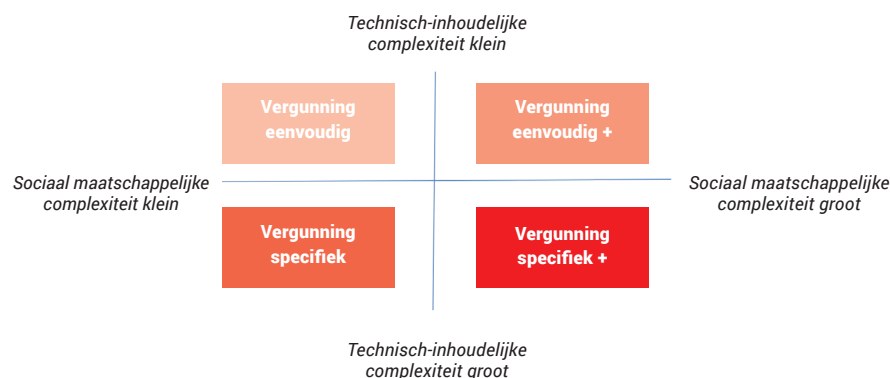 Technisch-inhoudelijke
complexiteit klein
Vergunning
eenvoudig
Vergunning
eenvoudig +
Sociaal maatschappelijke
complexiteit klein
Sociaal maatschappelijke
complexiteit groot
Vergunning
specifiek
Vergunning
specifiek +
Technisch-inhoudelijke
complexiteit groot